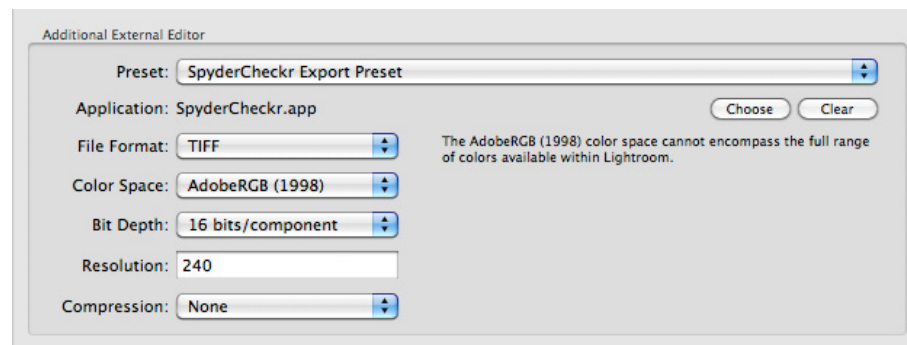 Additional External Editor
Preset: SpyderCheckr Export Preset
Application: SpyderCheckr.app Choose Clear
File Format: TIFF
The AdobeRGB (1998) color space cannot encompass the full range
of colors available within Lightroom.
Color Space: AdobeRGB (1998)
Bit Depth: 16 bits/component
Resolution: 240
Compression: None